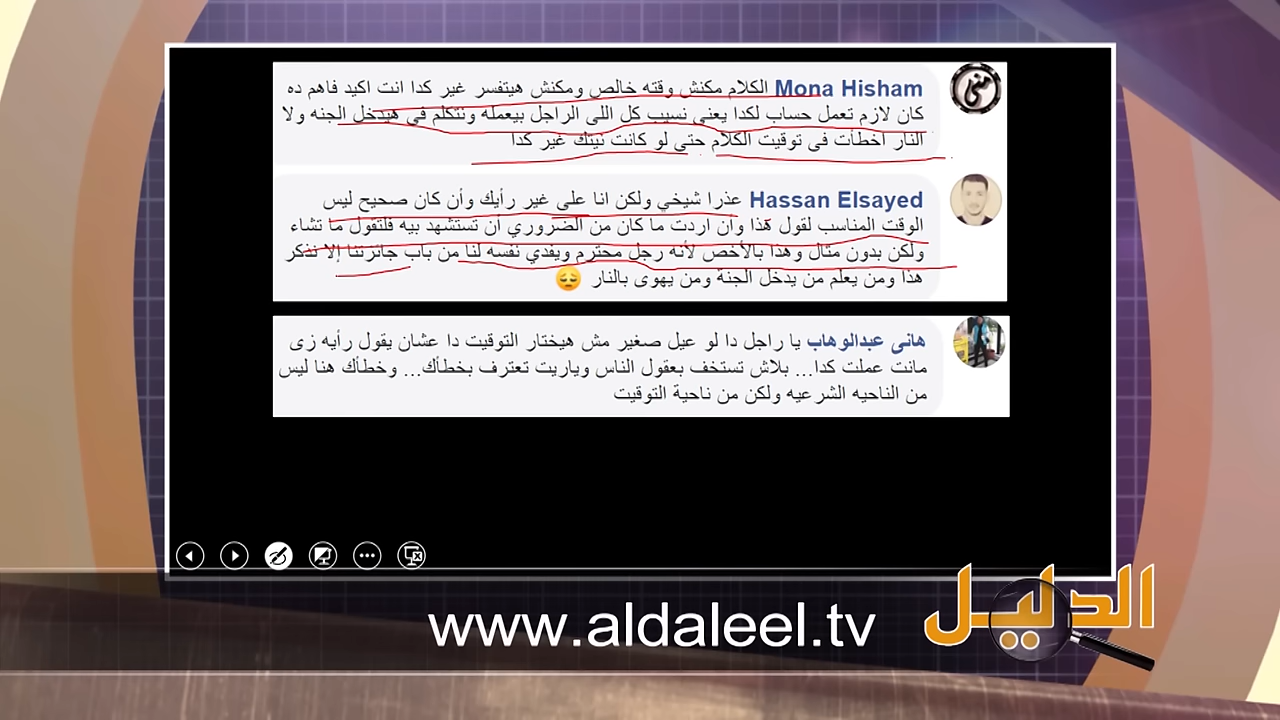 Mona Hisham الكلام مكنش وقته خالص ومكنش هيتفسر غير كدا انت اكيد فاهم ده
كان لازم تعمل حساب لكدا يعنى نسيب كل اللى الراجل بيعمله ونتكلم فى هيدخل الجنه ولا
النار اخطأت فى توقيت الكلام حتى لو كانت نيتك غير كدا
Hassan Elsayed عذرا شيخي ولكن انا على غير رأيك وأن كان صحيح ليس
الوقت المناسب لقول هذا وان اردت ما كان من الضروري أن تستشهد بيه فلتقول ما تشاء
ولكن بدون مثال وهذا بالأخص لأنه رجل محترم ويفدي نفسه لنا من باب جائزتنا إلا نذكر
هذا ومن يعلم من يدخل الجنة ومن يهوى بالنار
هانى عبدالوهاب يا راجل دا لو عيل صغير مش هيختار التوقيت دا عشان يقول رأيه زى
مانت عملت كدا... بلاش تستخف بعقول الناس وياريت تعترف بخطأك... وخطأك هنا ليس
من الناحيه الشرعيه ولكن من ناحية التوقيت
الدليل
www.aldaleel.tv